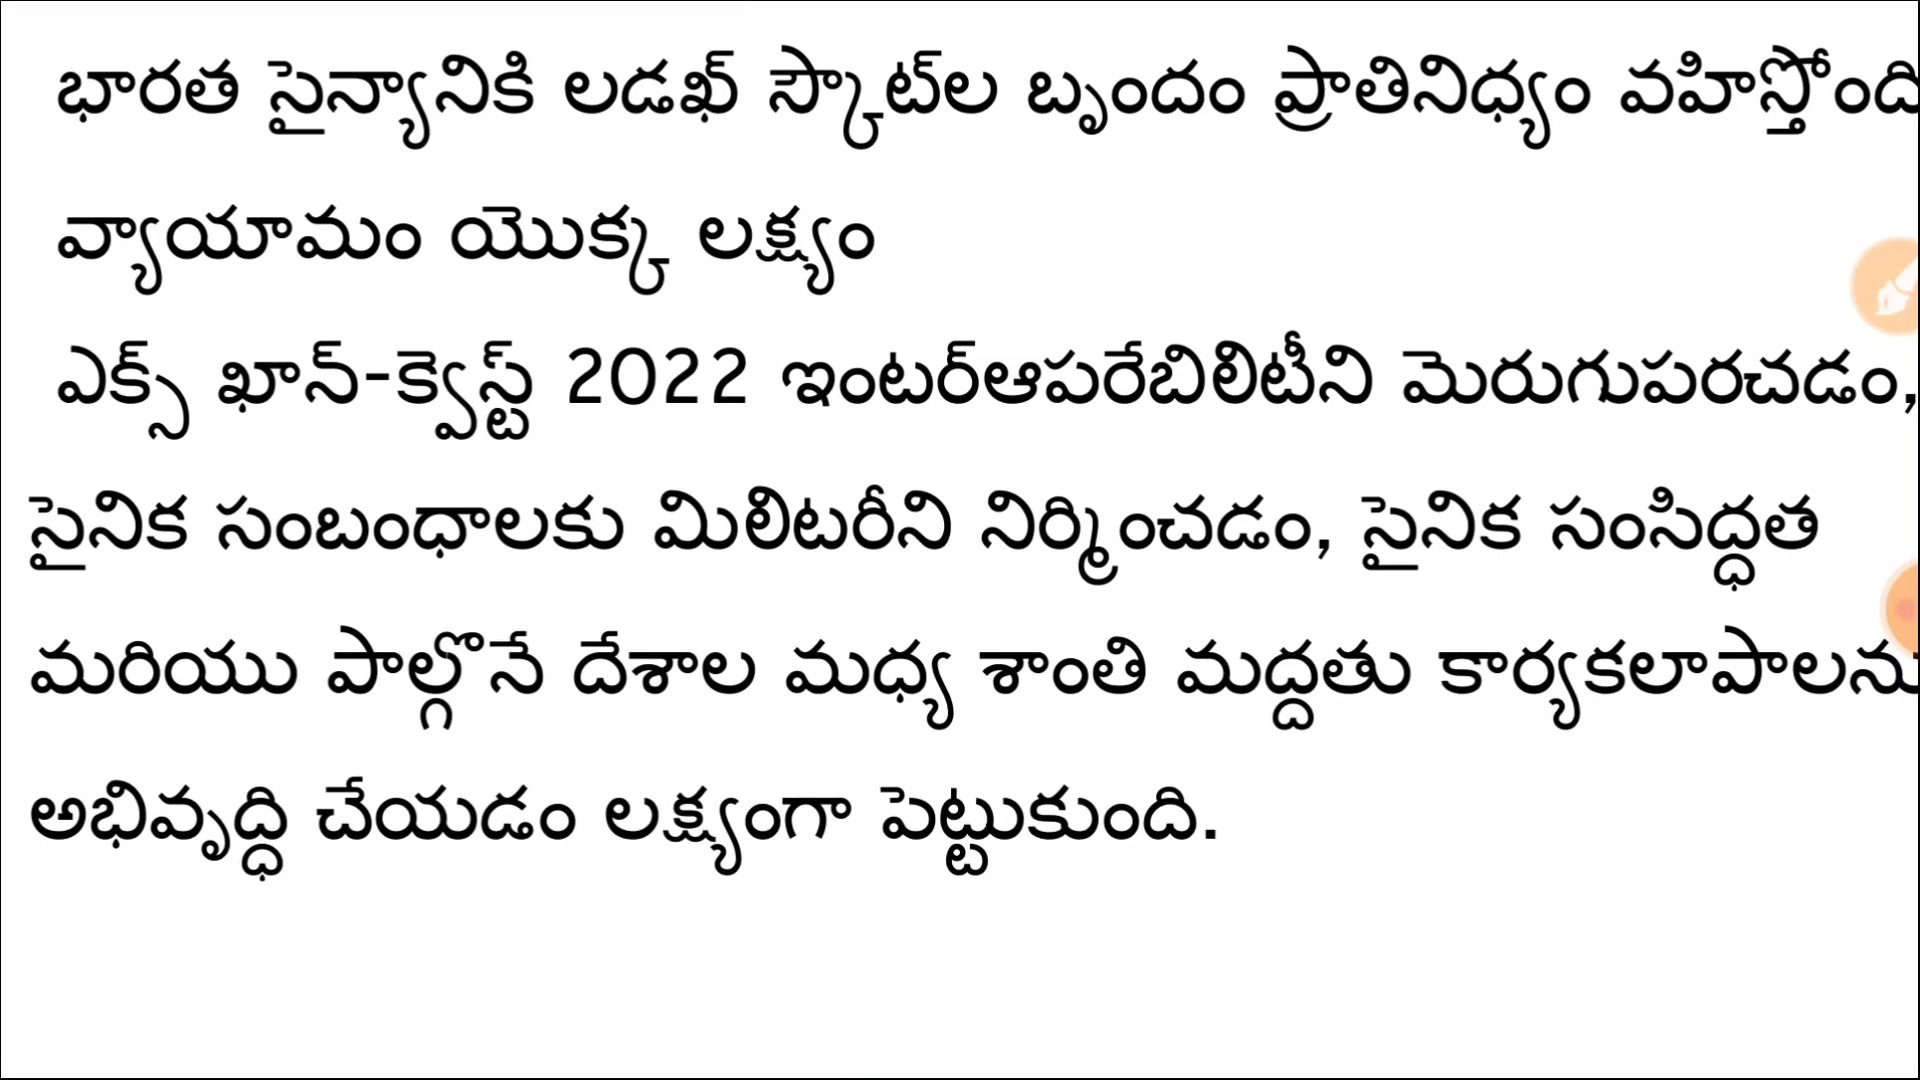 భారత సైన్యానికి లడఖ్ స్కౌట్‌ల బృందం ప్రాతినిధ్యం వహిస్తోంది
వ్యాయామం యొక్క లక్ష్యం
ఎక్స్ ఖాన్-క్వెస్ట్ 2022 ఇంటర్‌ఆపరేబిలిటీని మెరుగుపరచడం,
సైనిక సంబంధాలకు మిలిటరీని నిర్మించడం, సైనిక సంసిద్ధత
మరియు పాల్గొనే దేశాల మధ్య శాంతి మద్దతు కార్యకలాపాలను
అభివృద్ధి చేయడం లక్ష్యంగా పెట్టుకుంది.